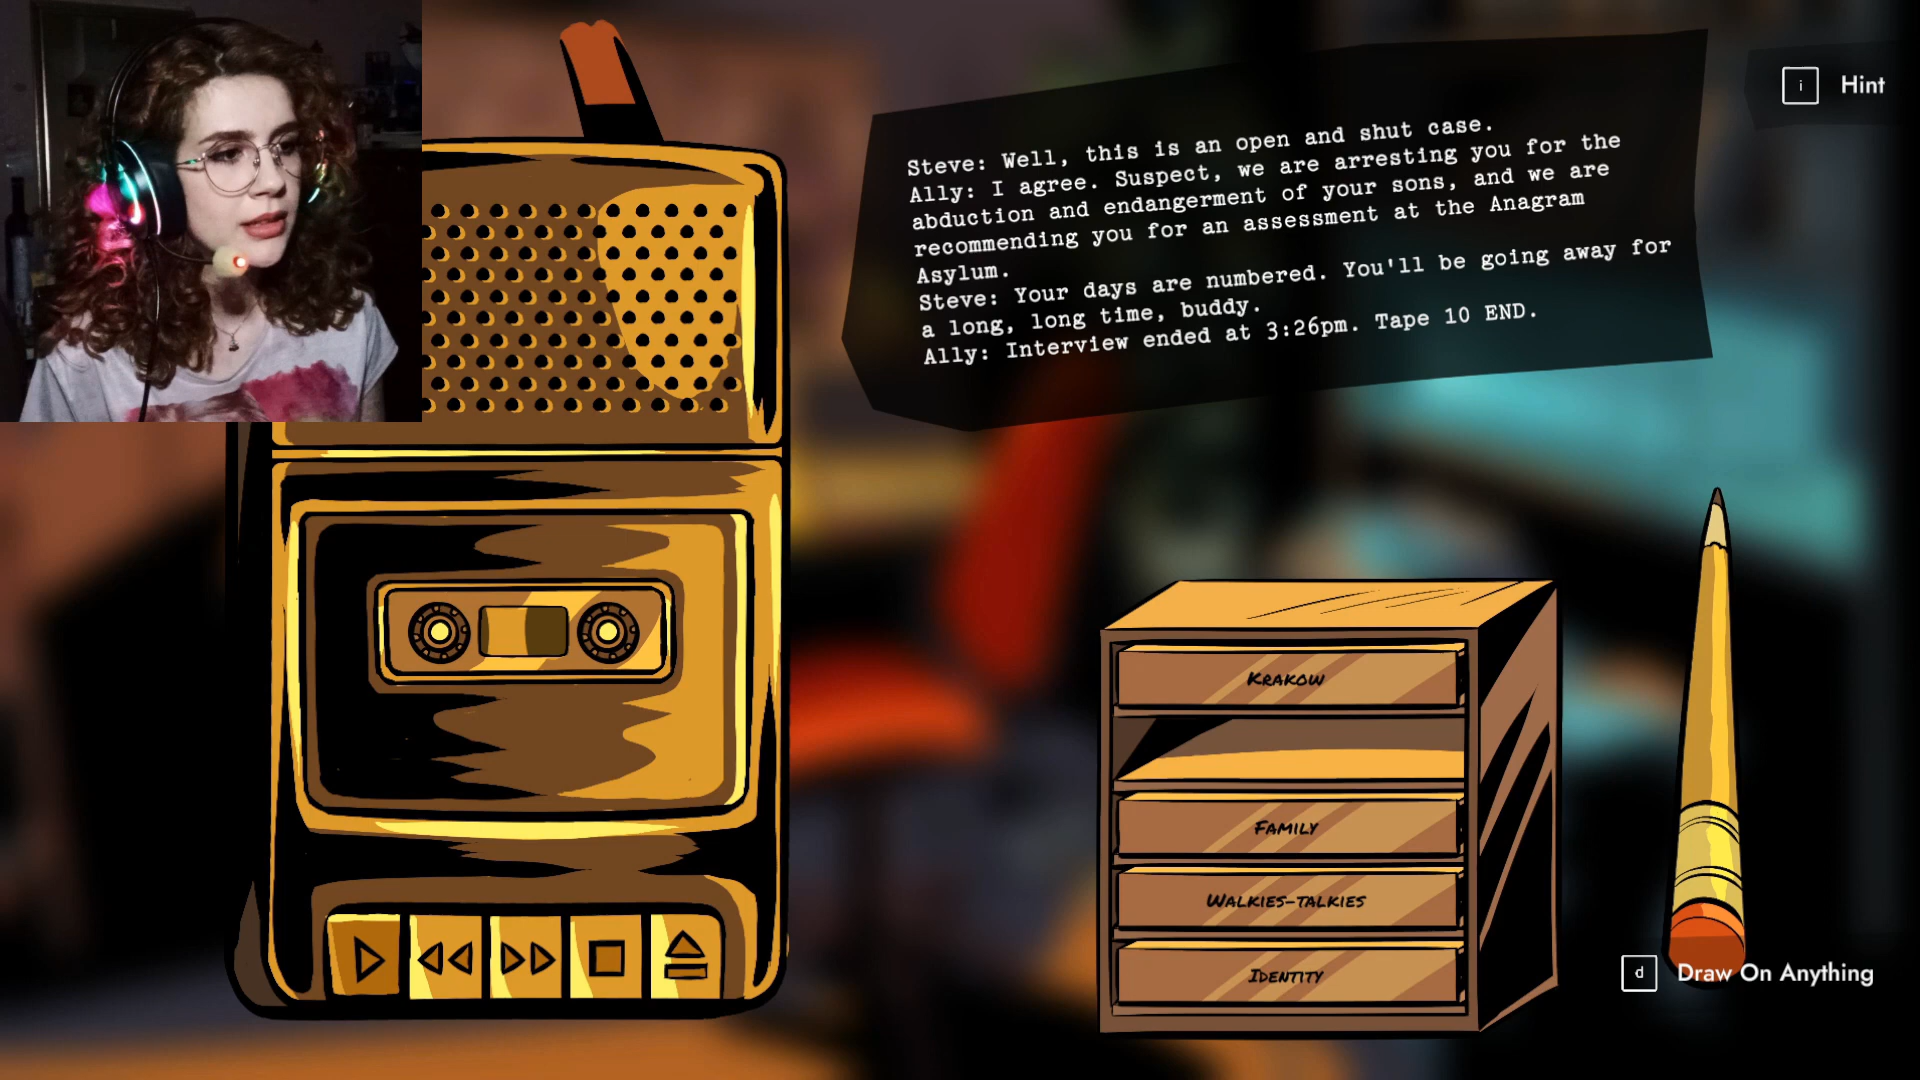 Steve: Well, this is an open and shut case.
Ally: I agree. Suspect, we are arresting you for the
abduction and endangerment of your sons, and we are
recommending you for an assessment at the Anagram
Asylum.
Steve: Your days are numbered. You'll be going away for
a long, long time, buddy.
Ally: Interview ended at 3:26pm. Tape 10 END.
i Hint
KRAKOW
FAMILY
WALKIES-TALKIES
IDENTITY
d Draw On Anything